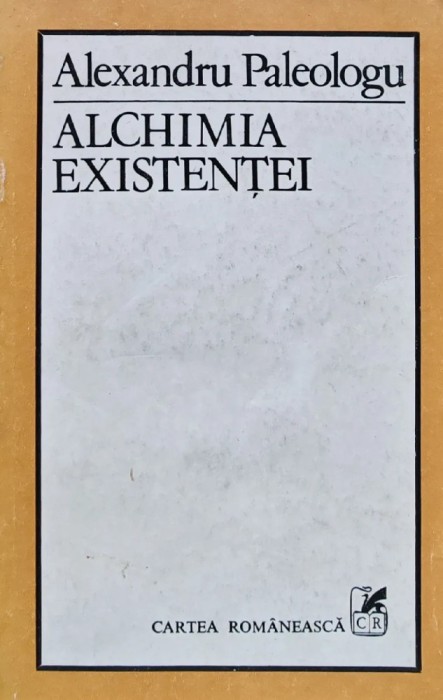 Alexandru Paleologu
ALCHIMIA
EXISTENȚEI
CARTEA ROMÂNEASCĂ
CR